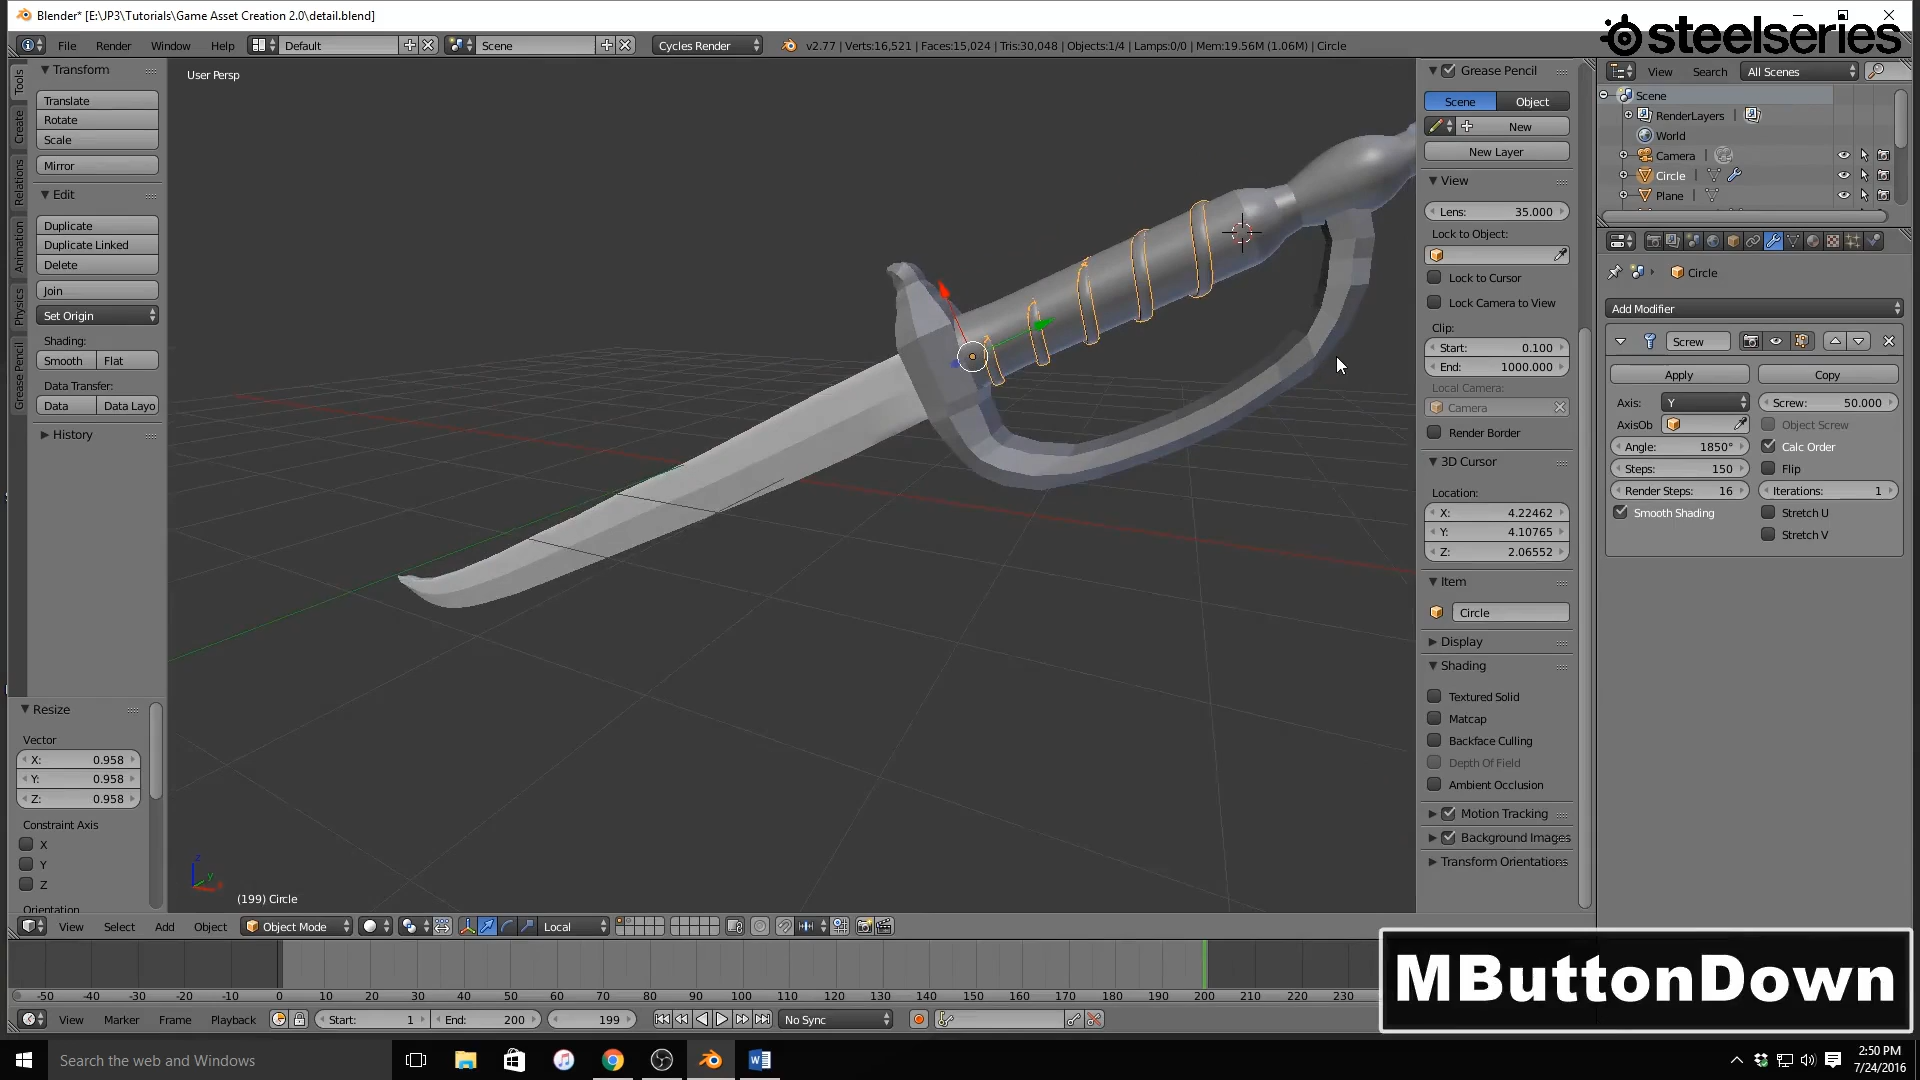 Blender* [E:\JP3\Tutorials\Game Asset Creation 2.0\detail.blend]
steelseries
File Render Window Help Default Scene Cycles Render v2.77 | Verts:16,521 | Faces:15,024 | Tris:30,048 | Objects:1/4 | Lamps:0/0 | Mem:19.56M (1.06M) | Circle
View Search All Scenes
Tools
Create
Relations
Animation
Physics
Grease Pencil
Transform
Translate
Rotate
Scale
Mirror
Edit
Duplicate
Duplicate Linked
Delete
Join
Set Origin
Shading:
Smooth Flat
Data Transfer:
Data Data Layo
History
Resize
Vector
X: 0.958
Y: 0.958
Z: 0.958
Constraint Axis
X
Y
Z
Orientation
User Persp
(199) Circle
z
y
Grease Pencil
Scene Object
New
New Layer
View
Lens: 35.000
Lock to Object:
Lock to Cursor
Lock Camera to View
Clip:
Start: 0.100
End: 1000.000
Local Camera:
Camera
Render Border
3D Cursor
Location:
X: 4.22462
Y: 4.10765
Z: 2.06552
Item
Circle
Display
Shading
Textured Solid
Matcap
Backface Culling
Depth Of Field
Ambient Occlusion
Motion Tracking
Background Images
Transform Orientations
Scene
RenderLayers
World
Camera
Circle
Plane
Circle
Add Modifier
Screw
Apply Copy
Axis: Y Screw: 50.000
AxisOb Object Screw
Angle: 1850° Calc Order
Steps: 150 Flip
Render Steps: 16 Iterations: 1
Smooth Shading Stretch U
Stretch V
View Select Add Object Object Mode Local
-50 -40 -30 -20 -10 0 10 20 30 40 50 60 70 80 90 100 110 120 130 140 150 160 170 180 190 200 210 220 230
View Marker Frame Playback Start: 1 End: 200 199 No Sync
MButtonDown
Search the web and Windows
2:50 PM
7/24/2016